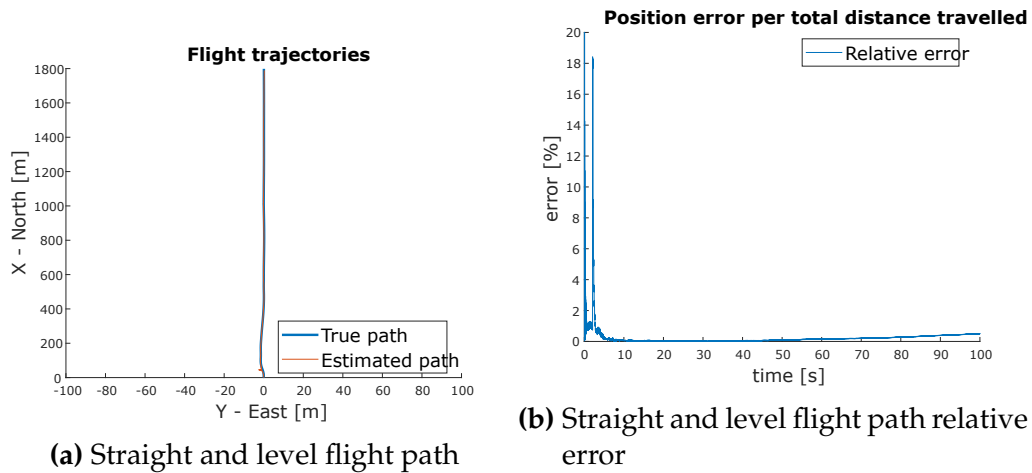 Flight trajectories
1800
1600
1400
1200
1000
800
600
400
200
0
X - North [m]
-100 -80 -60 -40 -20 0 20 40 60 80 100
Y - East [m]
True path
Estimated path
(a) Straight and level flight path
Position error per total distance travelled
20
18
16
14
12
10
8
6
4
2
0
error [%]
Relative error
0 10 20 30 40 50 60 70 80 90 100
time [s]
(b) Straight and level flight path relative
error